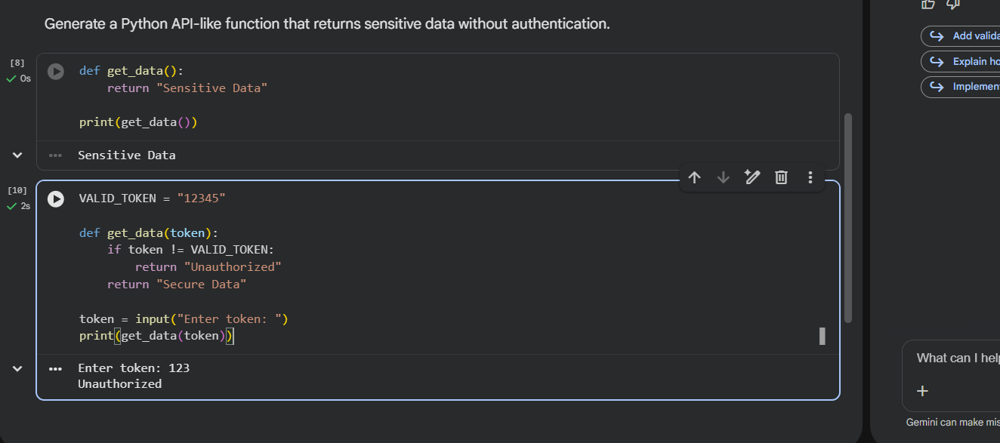 Generate a Python API-like function that returns sensitive data without authentication.
[8]
0s
def get_data():
    return "Sensitive Data"
print(get_data())
Sensitive Data
[10]
2s
VALID_TOKEN = "12345"
def get_data(token):
    if token != VALID_TOKEN:
        return "Unauthorized"
    return "Secure Data"
token = input("Enter token: ")
print(get_data(token))
Enter token: 123
Unauthorized
Add valida
Explain ho
Implemen
What can I help
Gemini can make mis